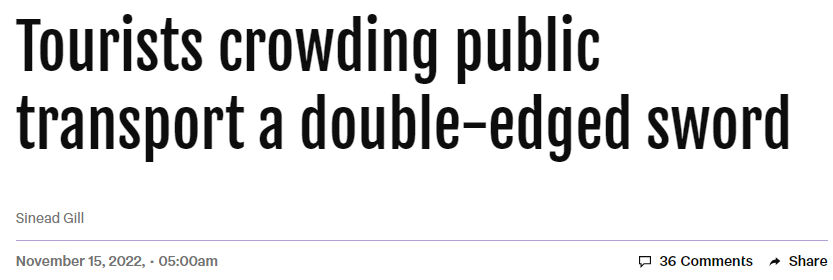 Tourists crowding public
transport a double-edged sword
Sinead Gill
November 15, 2022, • 05:00am
36 Comments
Share